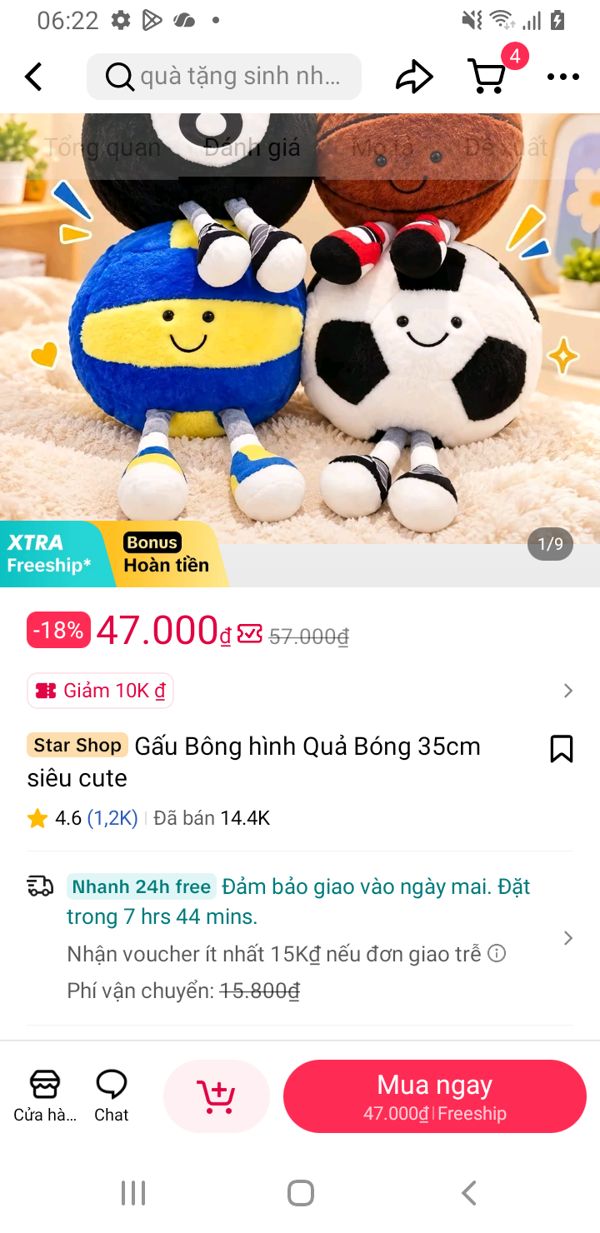 06:22
quà tặng sinh nh...
4
Tổng quan Đánh giá Mô tả Đề xuất
8
XTRA
Freeship*
Bonus
Hoàn tiền
1/9
-18% 47.000₫ 57.000₫
Giảm 10K ₫
Star Shop Gấu Bông hình Quả Bóng 35cm
siêu cute
4.6 (1,2K) Đã bán 14.4K
Nhanh 24h free Đảm bảo giao vào ngày mai. Đặt
trong 7 hrs 44 mins.
Nhận voucher ít nhất 15K₫ nếu đơn giao trễ
Phí vận chuyển: 15.800₫
Cửa hà...
Chat
Mua ngay
47.000₫ Freeship